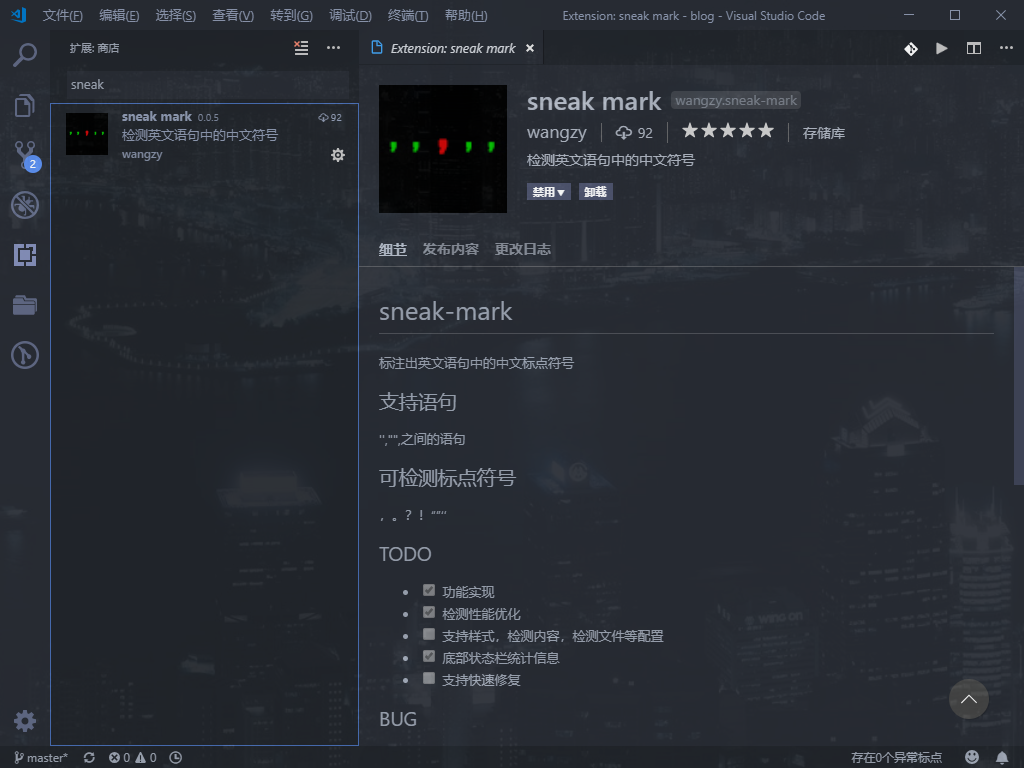 文件(F) 编辑(E) 选择(S) 查看(V) 转到(G) 调试(D) 终端(T) 帮助(H) Extension: sneak mark - blog - Visual Studio Code
扩展: 商店
Extension: sneak mark
sneak
sneak mark 0.0.5 92
检测英文语句中的中文符号
wangzy
2
sneak mark wangzy.sneak-mark
wangzy 92 存储库
检测英文语句中的中文符号
禁用▼ 卸载
细节 发布内容 更改日志
sneak-mark
标注出英文语句中的中文标点符号
支持语句
'',"",之间的语句
可检测标点符号
，。？！“”‘’
TODO
功能实现
检测性能优化
支持样式，检测内容，检测文件等配置
底部状态栏统计信息
支持快速修复
BUG
master* 0 0 存在0个异常标点